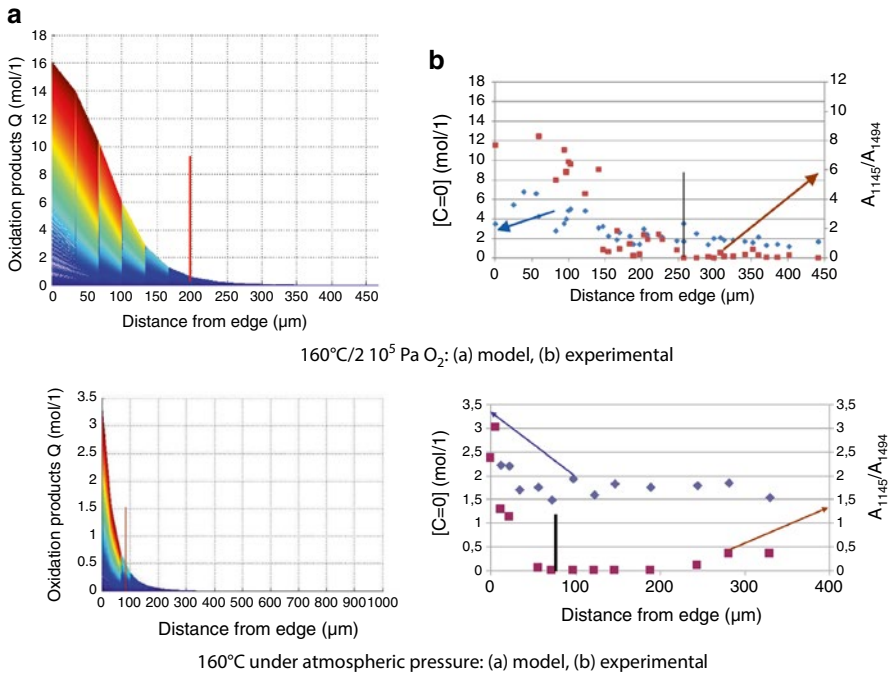 a
18
16
14
12
10
8
6
4
2
0
Oxidation products Q (mol/1)
0 50 100 150 200 250 300 350 400 450
Distance from edge (µm)
b
18
16
14
12
10
8
6
4
2
0
[C=0] (mol/1)
12
10
8
6
4
2
0
A1145/A1494
0 50 100 150 200 250 300 350 400 450
Distance from edge (µm)
160°C/2 10⁵ Pa O₂: (a) model, (b) experimental
3.5
3
2.5
2
1.5
1
0.5
0
Oxidation products Q (mol/1)
0 100 200 300 400 500 600 700 800 900 1000
Distance from edge (µm)
3,5
3
2,5
2
1,5
1
0,5
0
[C=0] (mol/1)
3,5
3
2,5
2
1,5
1
0,5
0
A1145/A1494
0 100 200 300 400
Distance from edge (µm)
160°C under atmospheric pressure: (a) model, (b) experimental